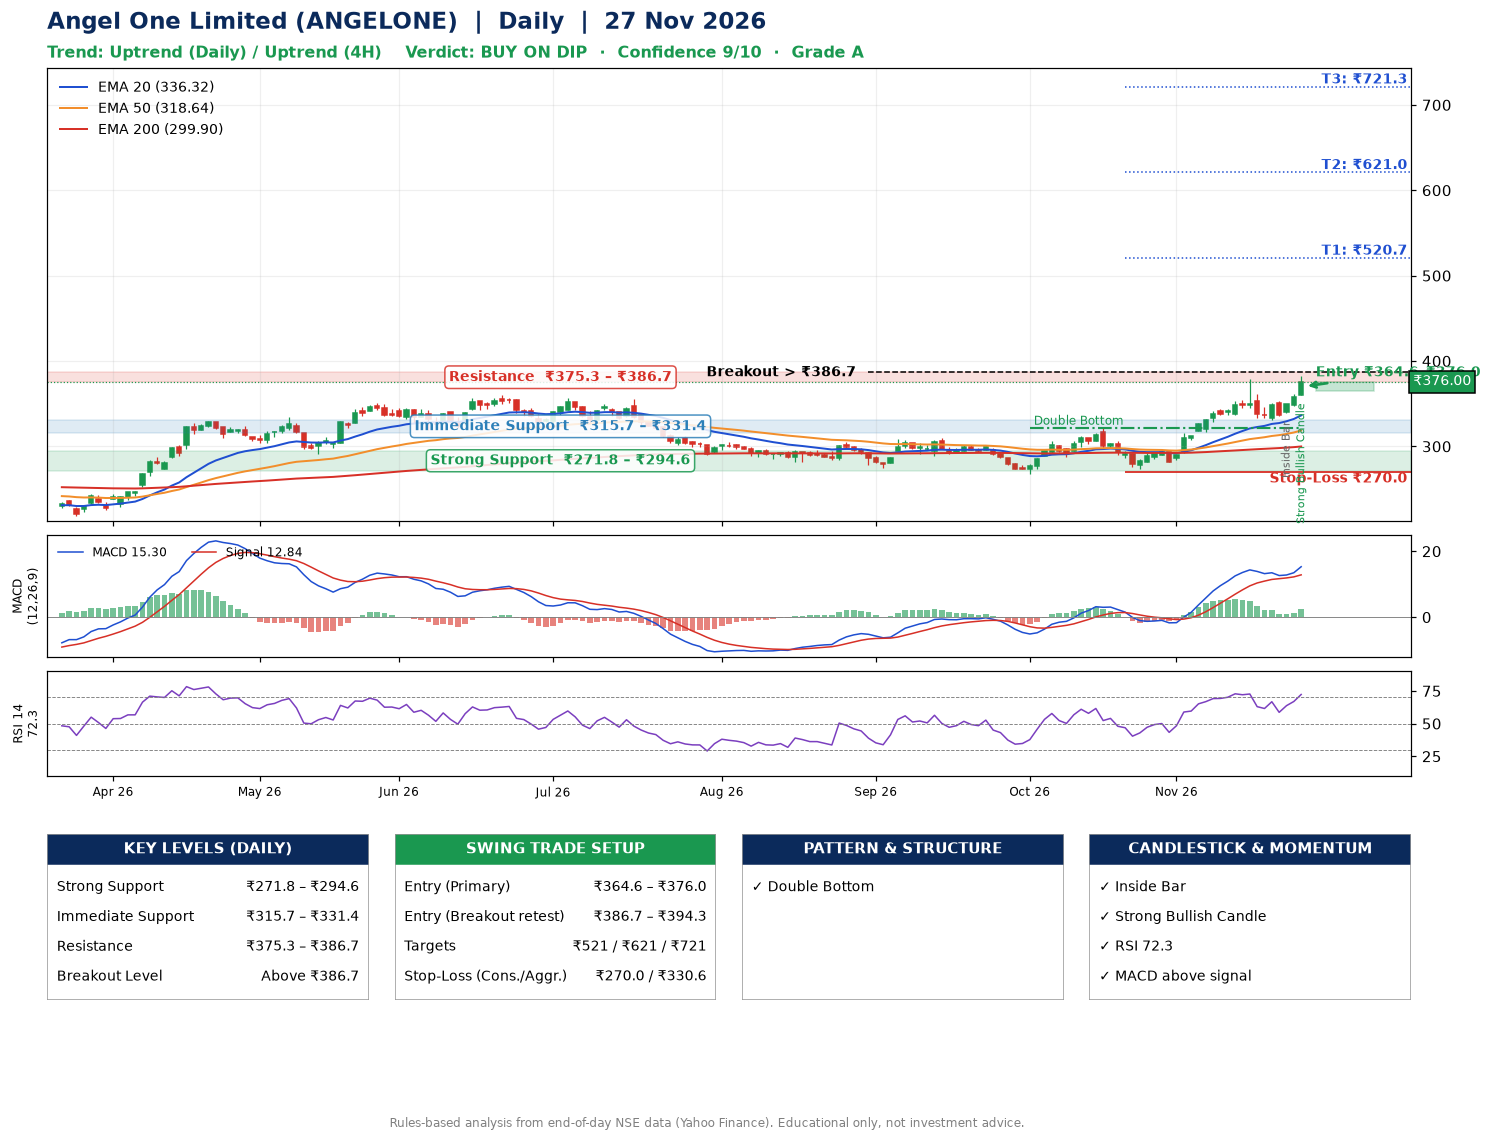 Angel One Limited (ANGELONE) | Daily | 27 Nov 2026
Trend: Uptrend (Daily) / Uptrend (4H) Verdict: BUY ON DIP · Confidence 9/10 · Grade A
EMA 20 (336.32)
EMA 50 (318.64)
EMA 200 (299.90)
T3: ₹721.3
700
T2: ₹621.0
600
T1: ₹520.7
500
400
Resistance ₹375.3 – ₹386.7
Breakout > ₹386.7
Entry ₹364.6
₹376.00
Immediate Support ₹315.7 – ₹331.4
Double Bottom
Inside Bar
Strong Bullish Candle
300
Strong Support ₹271.8 – ₹294.6
Stop-Loss ₹270.0
MACD 15.30 Signal 12.84
MACD
(12,26,9)
20
0
RSI 14
72.3
75
50
25
Apr 26 May 26 Jun 26 Jul 26 Aug 26 Sep 26 Oct 26 Nov 26
KEY LEVELS (DAILY)
Strong Support ₹271.8 – ₹294.6
Immediate Support ₹315.7 – ₹331.4
Resistance ₹375.3 – ₹386.7
Breakout Level Above ₹386.7
SWING TRADE SETUP
Entry (Primary) ₹364.6 – ₹376.0
Entry (Breakout retest) ₹386.7 – ₹394.3
Targets ₹521 / ₹621 / ₹721
Stop-Loss (Cons./Aggr.) ₹270.0 / ₹330.6
PATTERN & STRUCTURE
✓ Double Bottom
CANDLESTICK & MOMENTUM
✓ Inside Bar
✓ Strong Bullish Candle
✓ RSI 72.3
✓ MACD above signal
Rules-based analysis from end-of-day NSE data (Yahoo Finance). Educational only, not investment advice.